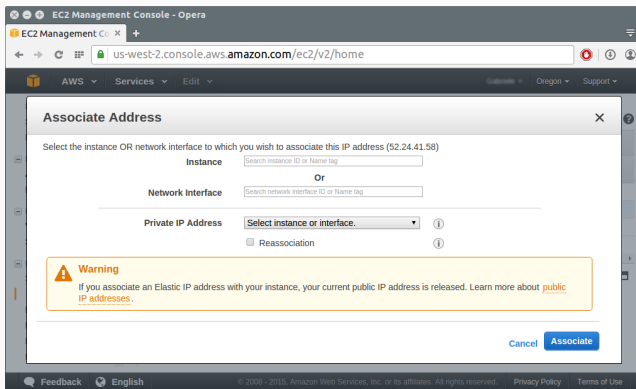 EC2 Management Console - Opera
EC2 Management Co
us-west-2.console.aws.amazon.com/ec2/v2/home
AWS Services Edit Oregon Support
Associate Address
Select the instance OR network interface to which you wish to associate this IP address (52.24.41.58)
Instance Search instance ID or Name tag
Or
Network Interface Search network interface ID or Name tag
Private IP Address Select instance or interface.
Reassociation
Warning
If you associate an Elastic IP address with your instance, your current public IP address is released. Learn more about public
IP addresses.
Cancel Associate
Feedback English © 2008 - 2015, Amazon Web Services, Inc. or its affiliates. All rights reserved. Privacy Policy Terms of Use